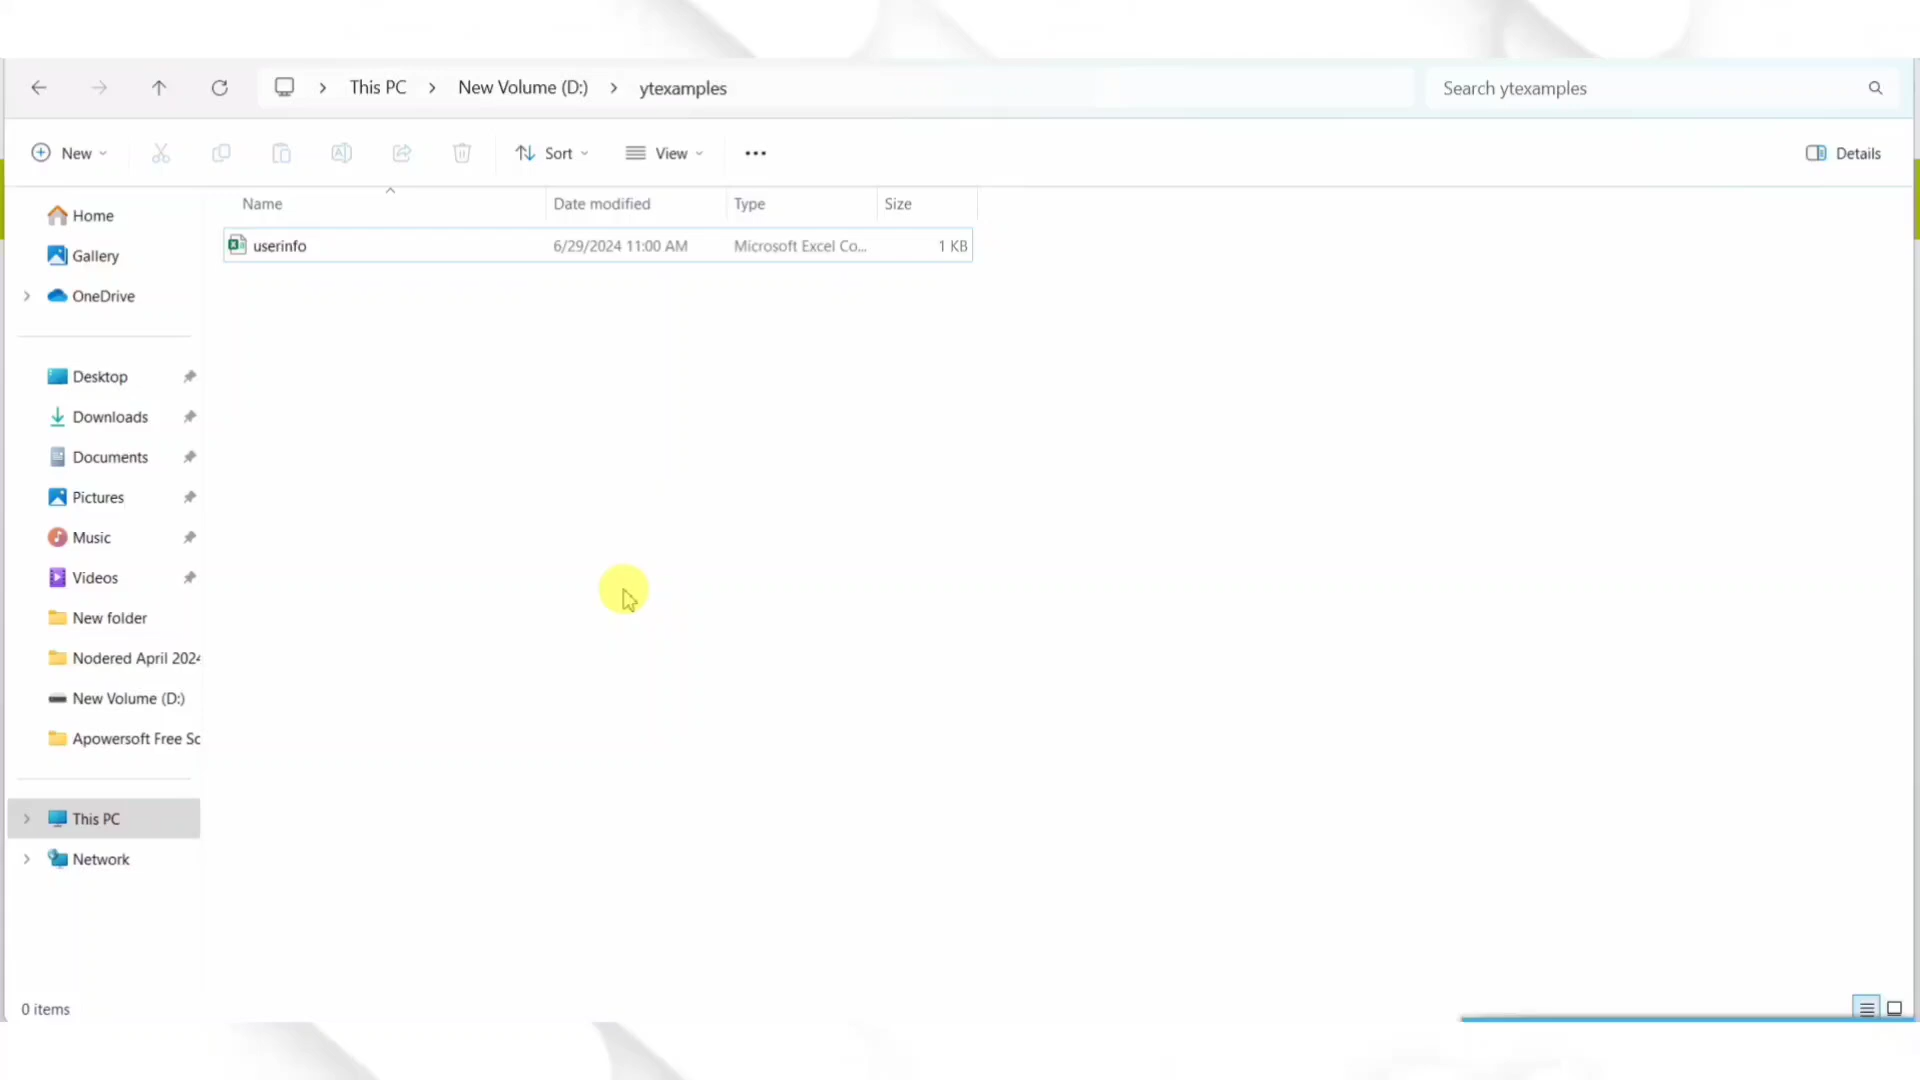 This PC > New Volume (D:) > ytexamples
Search ytexamples
New
Sort
View
Details
Name
Date modified
Type
Size
userinfo
6/29/2024 11:00 AM
Microsoft Excel Co...
1 KB
Home
Gallery
OneDrive
Desktop
Downloads
Documents
Pictures
Music
Videos
New folder
Nodered April 2024
New Volume (D:)
Apowersoft Free Sc
This PC
Network
0 items